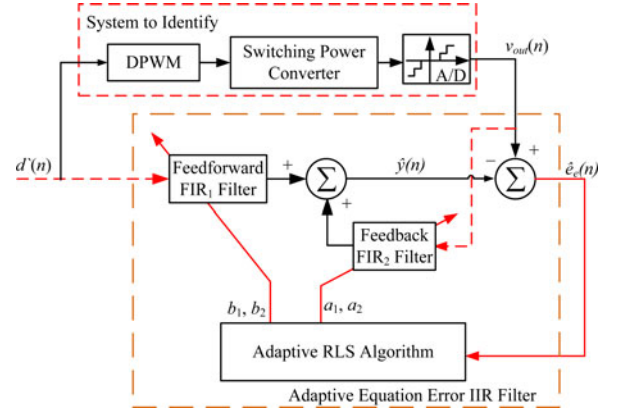 System to Identify
DPWM
Switching Power
Converter
A/D
v_out(n)
d`(n)
Feedforward
FIR₁ Filter
+
∑
ŷ(n)
−
+
∑
ê_e(n)
+
Feedback
FIR₂ Filter
b₁, b₂
a₁, a₂
Adaptive RLS Algorithm
Adaptive Equation Error IIR Filter